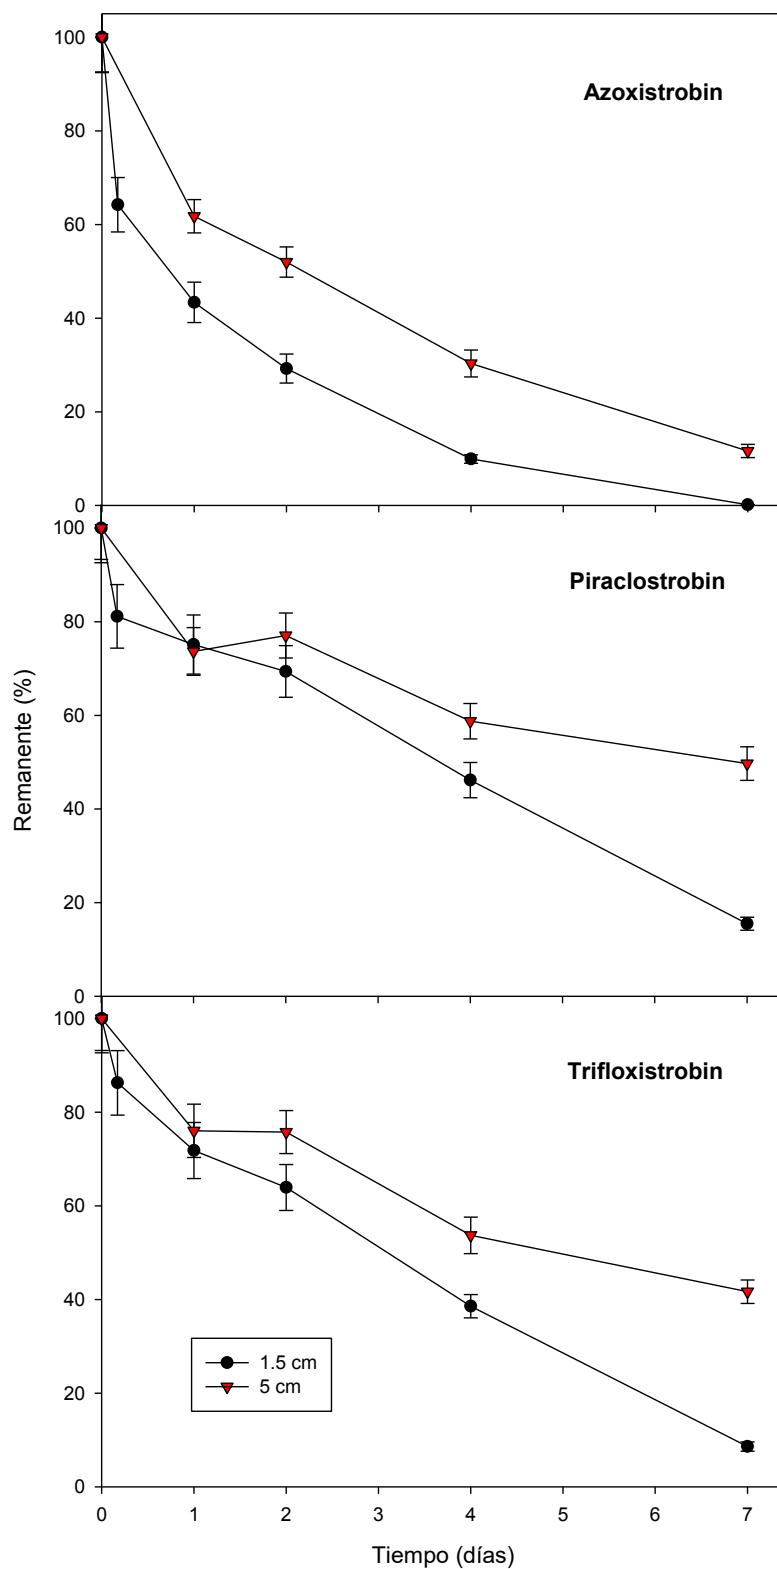 100
Azoxistrobin
80
60
40
20
0
100
Piraclostrobin
80
60
40
20
0
Remanente (%)
100
Trifloxistrobin
80
60
40
20
0
1.5 cm
5 cm
0 1 2 3 4 5 6 7
Tiempo (días)